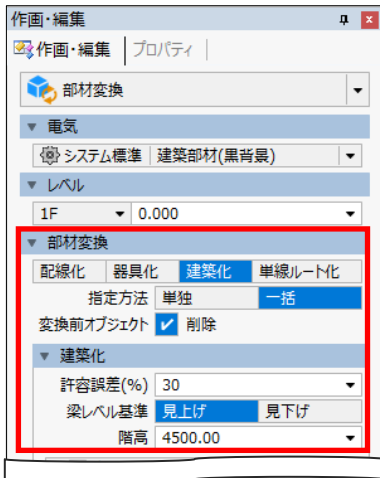 作画・編集
作画・編集 プロパティ
部材変換
電気
システム標準 建築部材(黒背景)
レベル
1F 0.000
部材変換
配線化 器具化 建築化 単線ルート化
指定方法 単独 一括
変換前オブジェクト 削除
建築化
許容誤差(%) 30
梁レベル基準 見上げ 見下げ
階高 4500.00